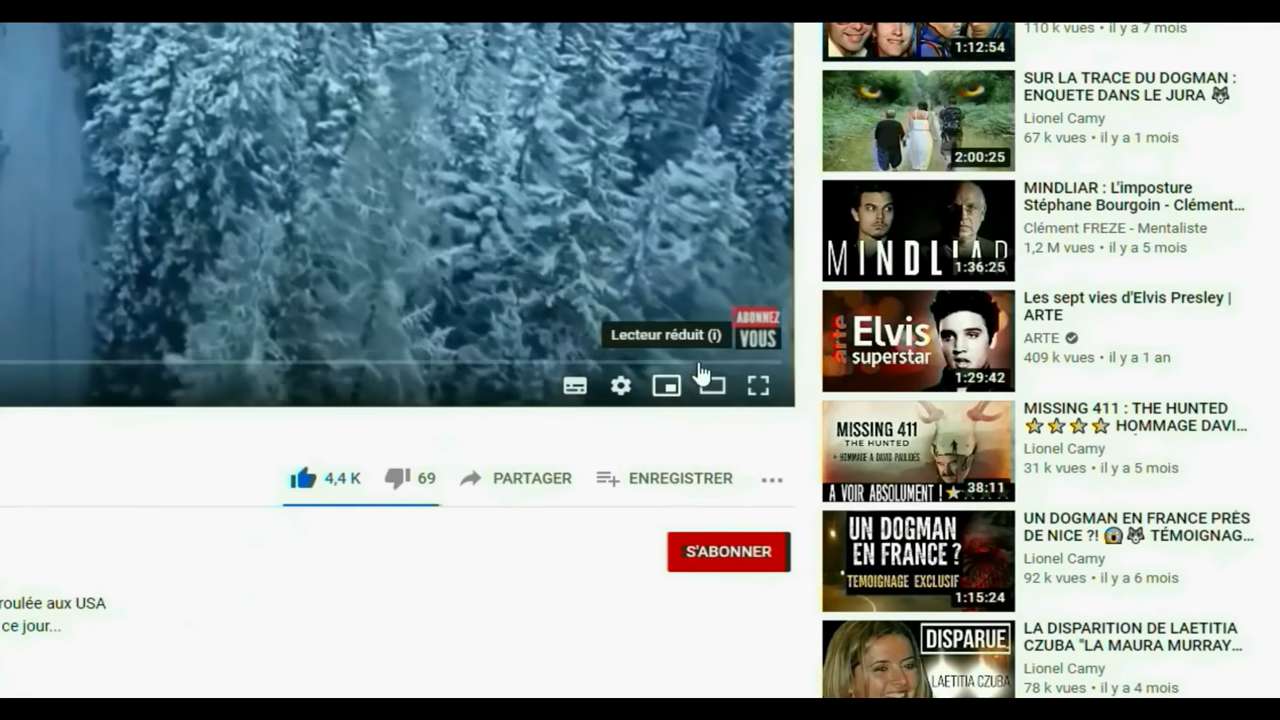 ABONNEZ
VOUS
Lecteur réduit (i)
4,4 K
69
PARTAGER
ENREGISTRER
S'ABONNER
roulée aux USA
ce jour...
1:12:54
110 k vues • il y a 7 mois
2:00:25
SUR LA TRACE DU DOGMAN :
ENQUETE DANS LE JURA
Lionel Camy
67 k vues • il y a 1 mois
MINDLIAR
1:36:25
MINDLIAR : L'imposture
Stéphane Bourgoin - Clément...
Clément FREZE - Mentaliste
1,2 M vues • il y a 5 mois
arte
Elvis
superstar
1:29:42
Les sept vies d'Elvis Presley |
ARTE
ARTE
409 k vues • il y a 1 an
MISSING 411
THE HUNTED
+ HOMMAGE A DAVID PAULIDES
A VOIR ABSOLUMENT !
38:11
MISSING 411 : THE HUNTED
HOMMAGE DAVI...
Lionel Camy
31 k vues • il y a 5 mois
UN DOGMAN
EN FRANCE ?
TEMOIGNAGE EXCLUSIF
1:15:24
UN DOGMAN EN FRANCE PRÈS
DE NICE ?! TÉMOIGNAG...
Lionel Camy
92 k vues • il y a 6 mois
DISPARUE
LAETITIA CZUBA
LA DISPARITION DE LAETITIA
CZUBA "LA MAURA MURRAY...
Lionel Camy
78 k vues • il y a 4 mois